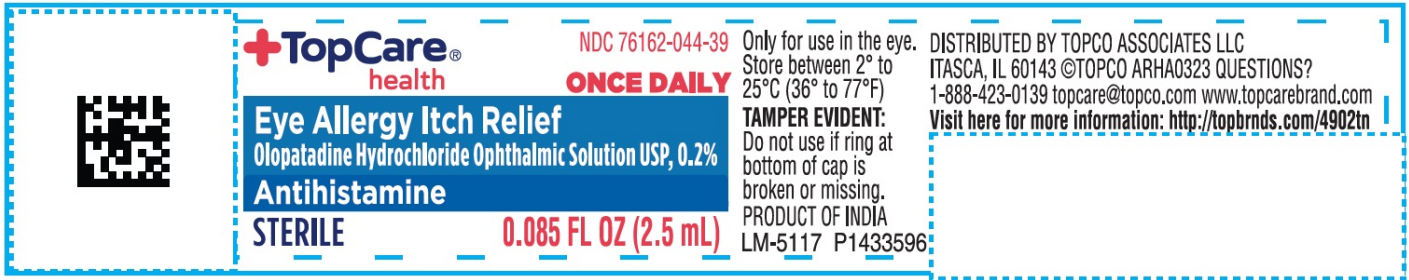 TopCare®
health
NDC 76162-044-39
ONCE DAILY
Eye Allergy Itch Relief
Olopatadine Hydrochloride Ophthalmic Solution USP, 0.2%
Antihistamine
STERILE
0.085 FL OZ (2.5 mL)
Only for use in the eye.
Store between 2° to
25°C (36° to 77°F)
TAMPER EVIDENT:
Do not use if ring at
bottom of cap is
broken or missing.
PRODUCT OF INDIA
LM-5117 P1433596
DISTRIBUTED BY TOPCO ASSOCIATES LLC
ITASCA, IL 60143 ©TOPCO ARHA0323 QUESTIONS?
1-888-423-0139 topcare@topco.com www.topcarebrand.com
Visit here for more information: http://topbrnds.com/4902tn